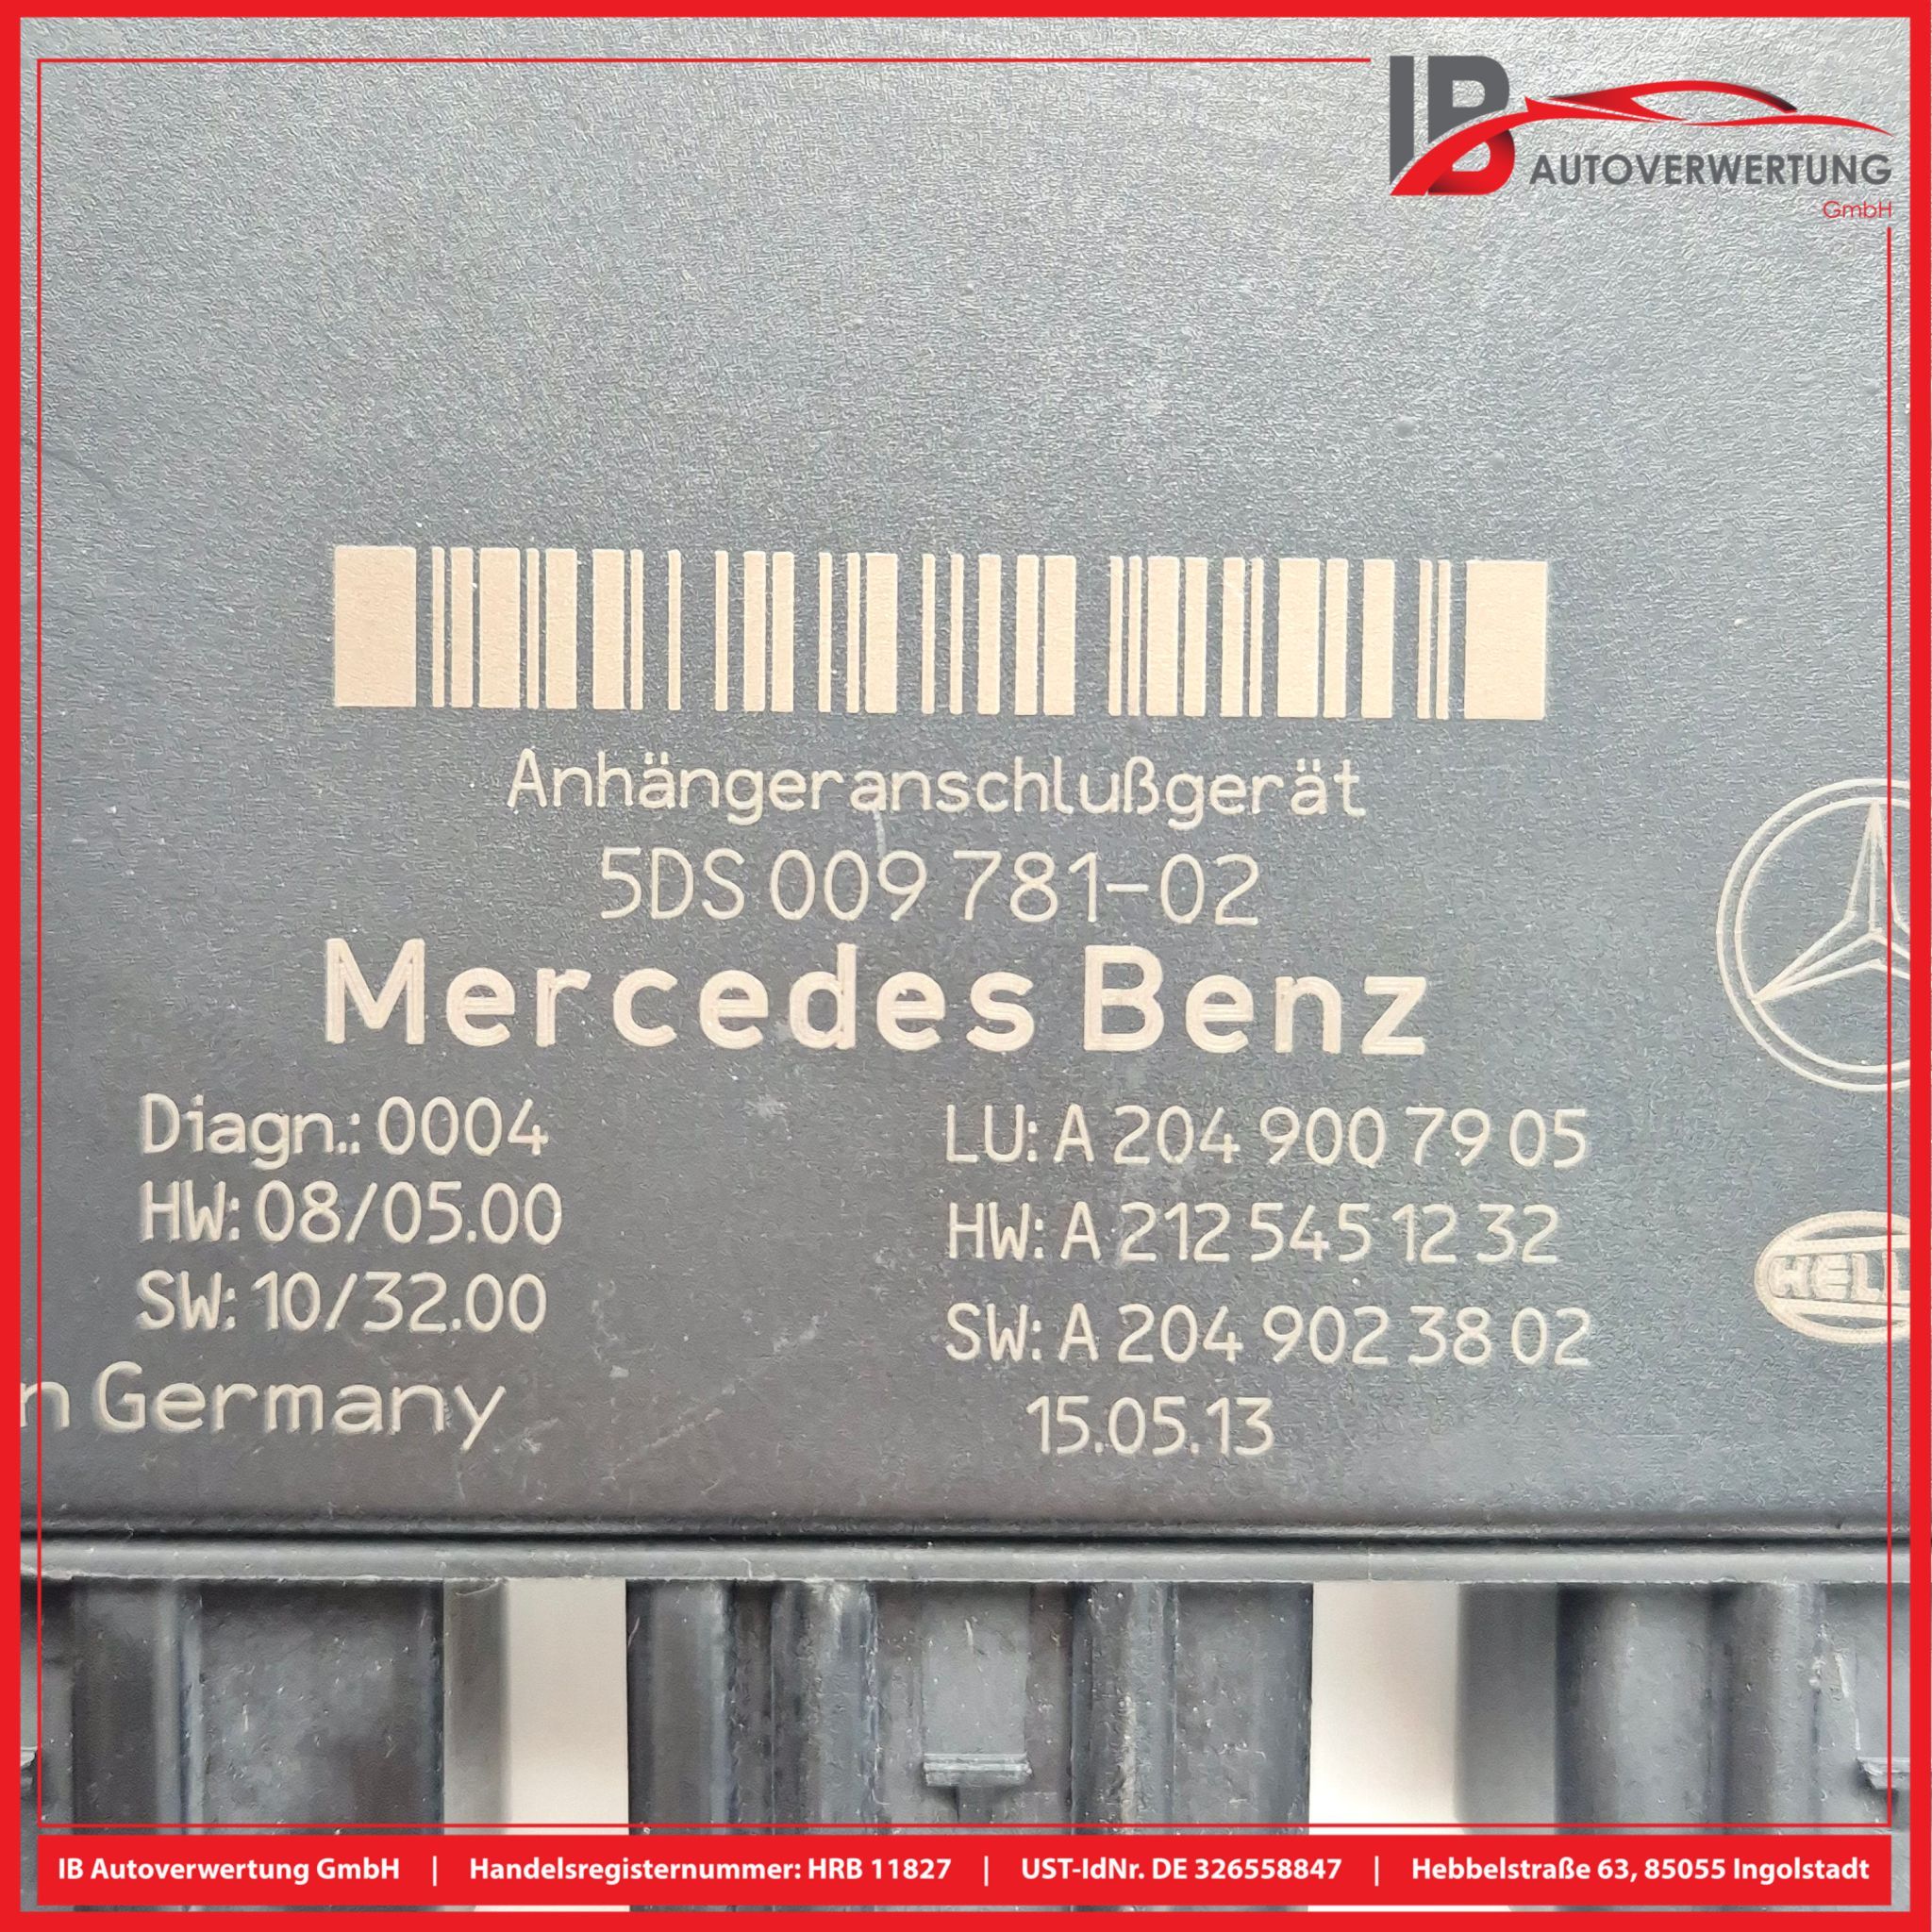 IB
AUTOVERWERTUNG
GmbH
Anhängeranschlußgerät
5DS 009 781-02
Mercedes Benz
Diagn.: 0004
HW: 08/05.00
SW: 10/32.00
n Germany
LU: A 204 900 79 05
HW: A 212 545 12 32
SW: A 204 902 38 02
15.05.13
HELL
IB Autoverwertung GmbH | Handelsregisternummer: HRB 11827 | UST-IdNr. DE 326558847 | Hebbelstraße 63, 85055 Ingolstadt